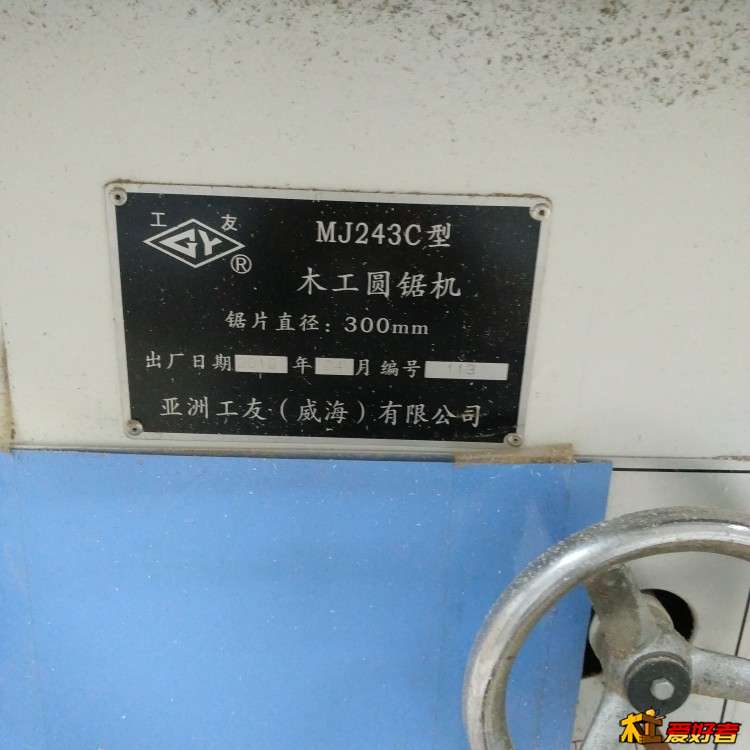 工 友
GY ®
MJ243C型
木工圆锯机
锯片直径：300mm
出厂日期 年 月 编号 113
亚洲工友（威海）有限公司
木工爱好者